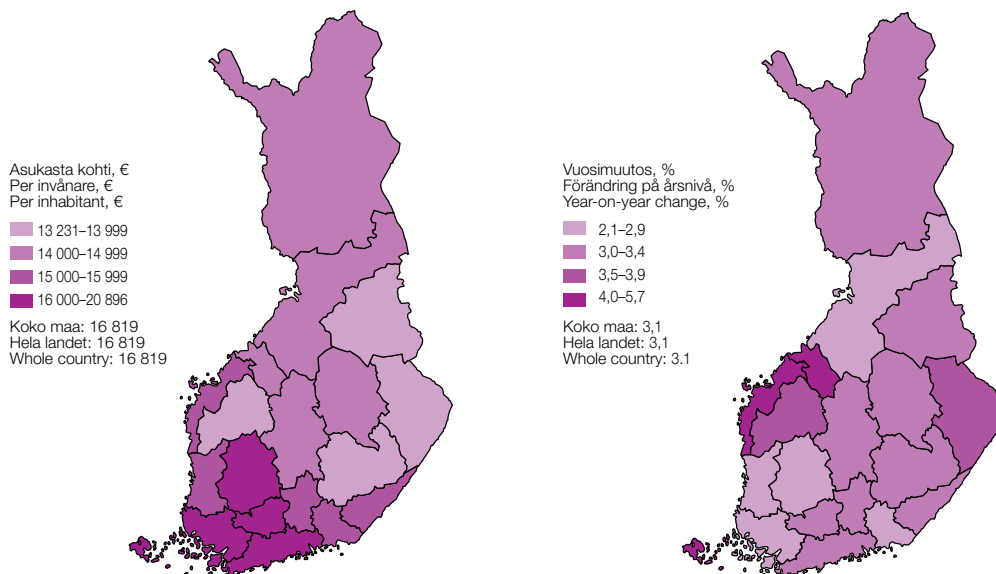 Asukasta kohti, €
Per invånare, €
Per inhabitant, €
13 231–13 999
14 000–14 999
15 000–15 999
16 000–20 896
Koko maa: 16 819
Hela landet: 16 819
Whole country: 16 819
Vuosimuutos, %
Förändring på årsnivå, %
Year-on-year change, %
2,1–2,9
3,0–3,4
3,5–3,9
4,0–5,7
Koko maa: 3,1
Hela landet: 3,1
Whole country: 3.1